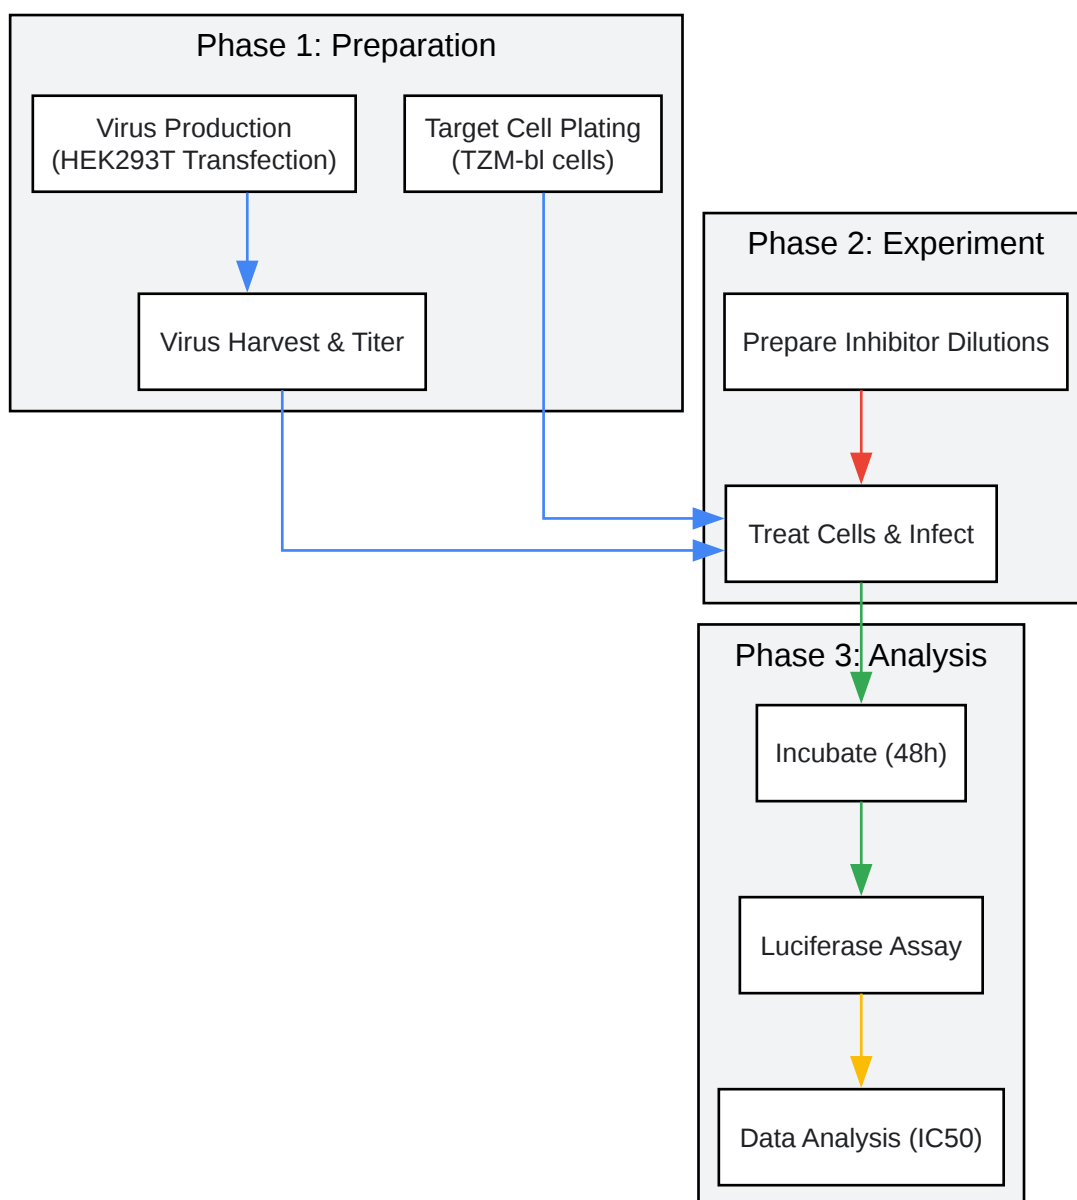 Phase 1: Preparation
Virus Production
(HEK293T Transfection)
Target Cell Plating
(TZM-bl cells)
Virus Harvest & Titer
Phase 2: Experiment
Prepare Inhibitor Dilutions
Treat Cells & Infect
Phase 3: Analysis
Incubate (48h)
Luciferase Assay
Data Analysis (IC50)